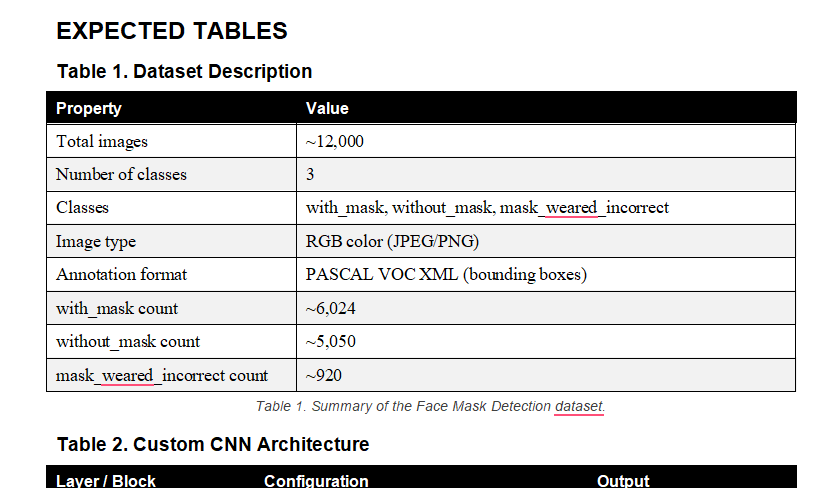 EXPECTED TABLES
Table 1. Dataset Description
Property Value
Total images ~12,000
Number of classes 3
Classes with_mask, without_mask, mask_weared_incorrect
Image type RGB color (JPEG/PNG)
Annotation format PASCAL VOC XML (bounding boxes)
with_mask count ~6,024
without_mask count ~5,050
mask_weared_incorrect count ~920
Table 1. Summary of the Face Mask Detection dataset.
Table 2. Custom CNN Architecture
Layer / Block Configuration Output